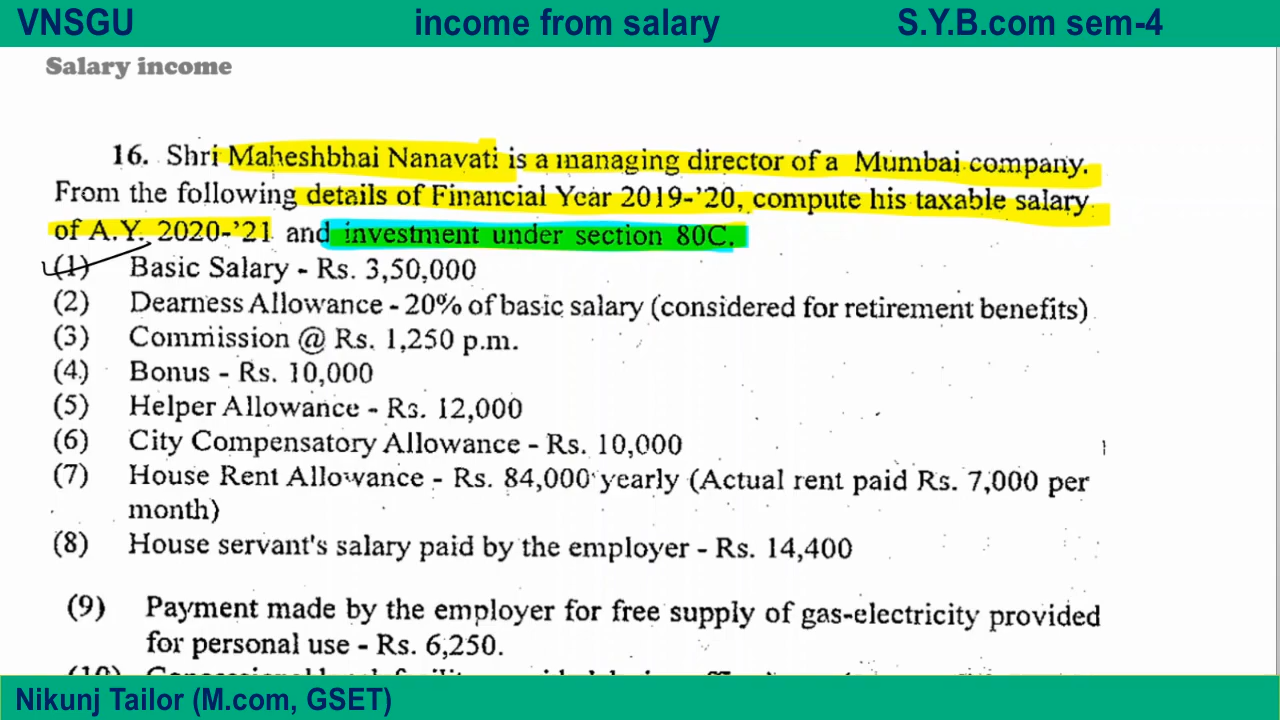 VNSGU income from salary S.Y.B.com sem-4
Salary income
16. Shri Maheshbhai Nanavati is a managing director of a Mumbai company.
From the following details of Financial Year 2019-'20, compute his taxable salary
of A.Y. 2020-'21 and investment under section 80C.
(1) Basic Salary - Rs. 3,50,000
(2) Dearness Allowance - 20% of basic salary (considered for retirement benefits)
(3) Commission @ Rs. 1,250 p.m.
(4) Bonus - Rs. 10,000
(5) Helper Allowance - Rs. 12,000
(6) City Compensatory Allowance - Rs. 10,000
(7) House Rent Allowance - Rs. 84,000 yearly (Actual rent paid Rs. 7,000 per
month)
(8) House servant's salary paid by the employer - Rs. 14,400
(9) Payment made by the employer for free supply of gas-electricity provided
for personal use - Rs. 6,250.
Nikunj Tailor (M.com, GSET)